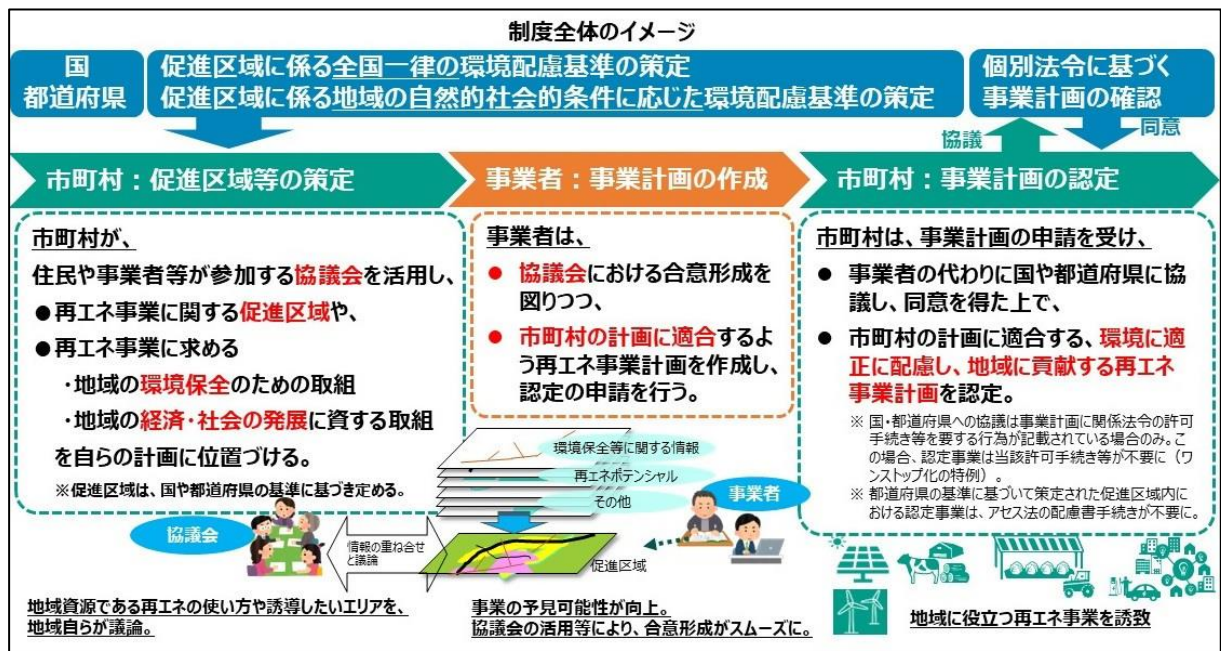 制度全体のイメージ
国
都道府県
促進区域に係る全国一律の環境配慮基準の策定
促進区域に係る地域の自然的社会的条件に応じた環境配慮基準の策定
個別法令に基づく
事業計画の確認
協議
同意
市町村：促進区域等の策定
事業者：事業計画の作成
市町村：事業計画の認定
市町村が、
住民や事業者等が参加する協議会を活用し、
●再エネ事業に関する促進区域や、
●再エネ事業に求める
・地域の環境保全のための取組
・地域の経済・社会の発展に資する取組
を自らの計画に位置づける。
※促進区域は、国や都道府県の基準に基づき定める。
事業者は、
● 協議会における合意形成を
図りつつ、
● 市町村の計画に適合するよ
う再エネ事業計画を作成し、
認定の申請を行う。
市町村は、事業計画の申請を受け、
● 事業者の代わりに国や都道府県に協
議し、同意を得た上で、
● 市町村の計画に適合する、環境に適
正に配慮し、地域に貢献する再エネ
事業計画を認定。
※ 国・都道府県への協議は事業計画に関係法令の許可
手続き等を要する行為が記載されている場合のみ。こ
の場合、認定事業は当該許可手続き等が不要に（ワ
ンストップ化の特例）
※ 都道府県の基準に基づいて策定された促進区域内に
おける認定事業は、アセス法の配慮書手続きが不要に。
協議会
情報の重ね合せ
と議論
環境保全等に関する情報
再エネポテンシャル
その他
促進区域
事業者
地域資源である再エネの使い方や誘導したいエリアを、
地域自らが議論。
事業の予見可能性が向上。
協議会の活用等により、合意形成がスムーズに。
地域に役立つ再エネ事業を誘致